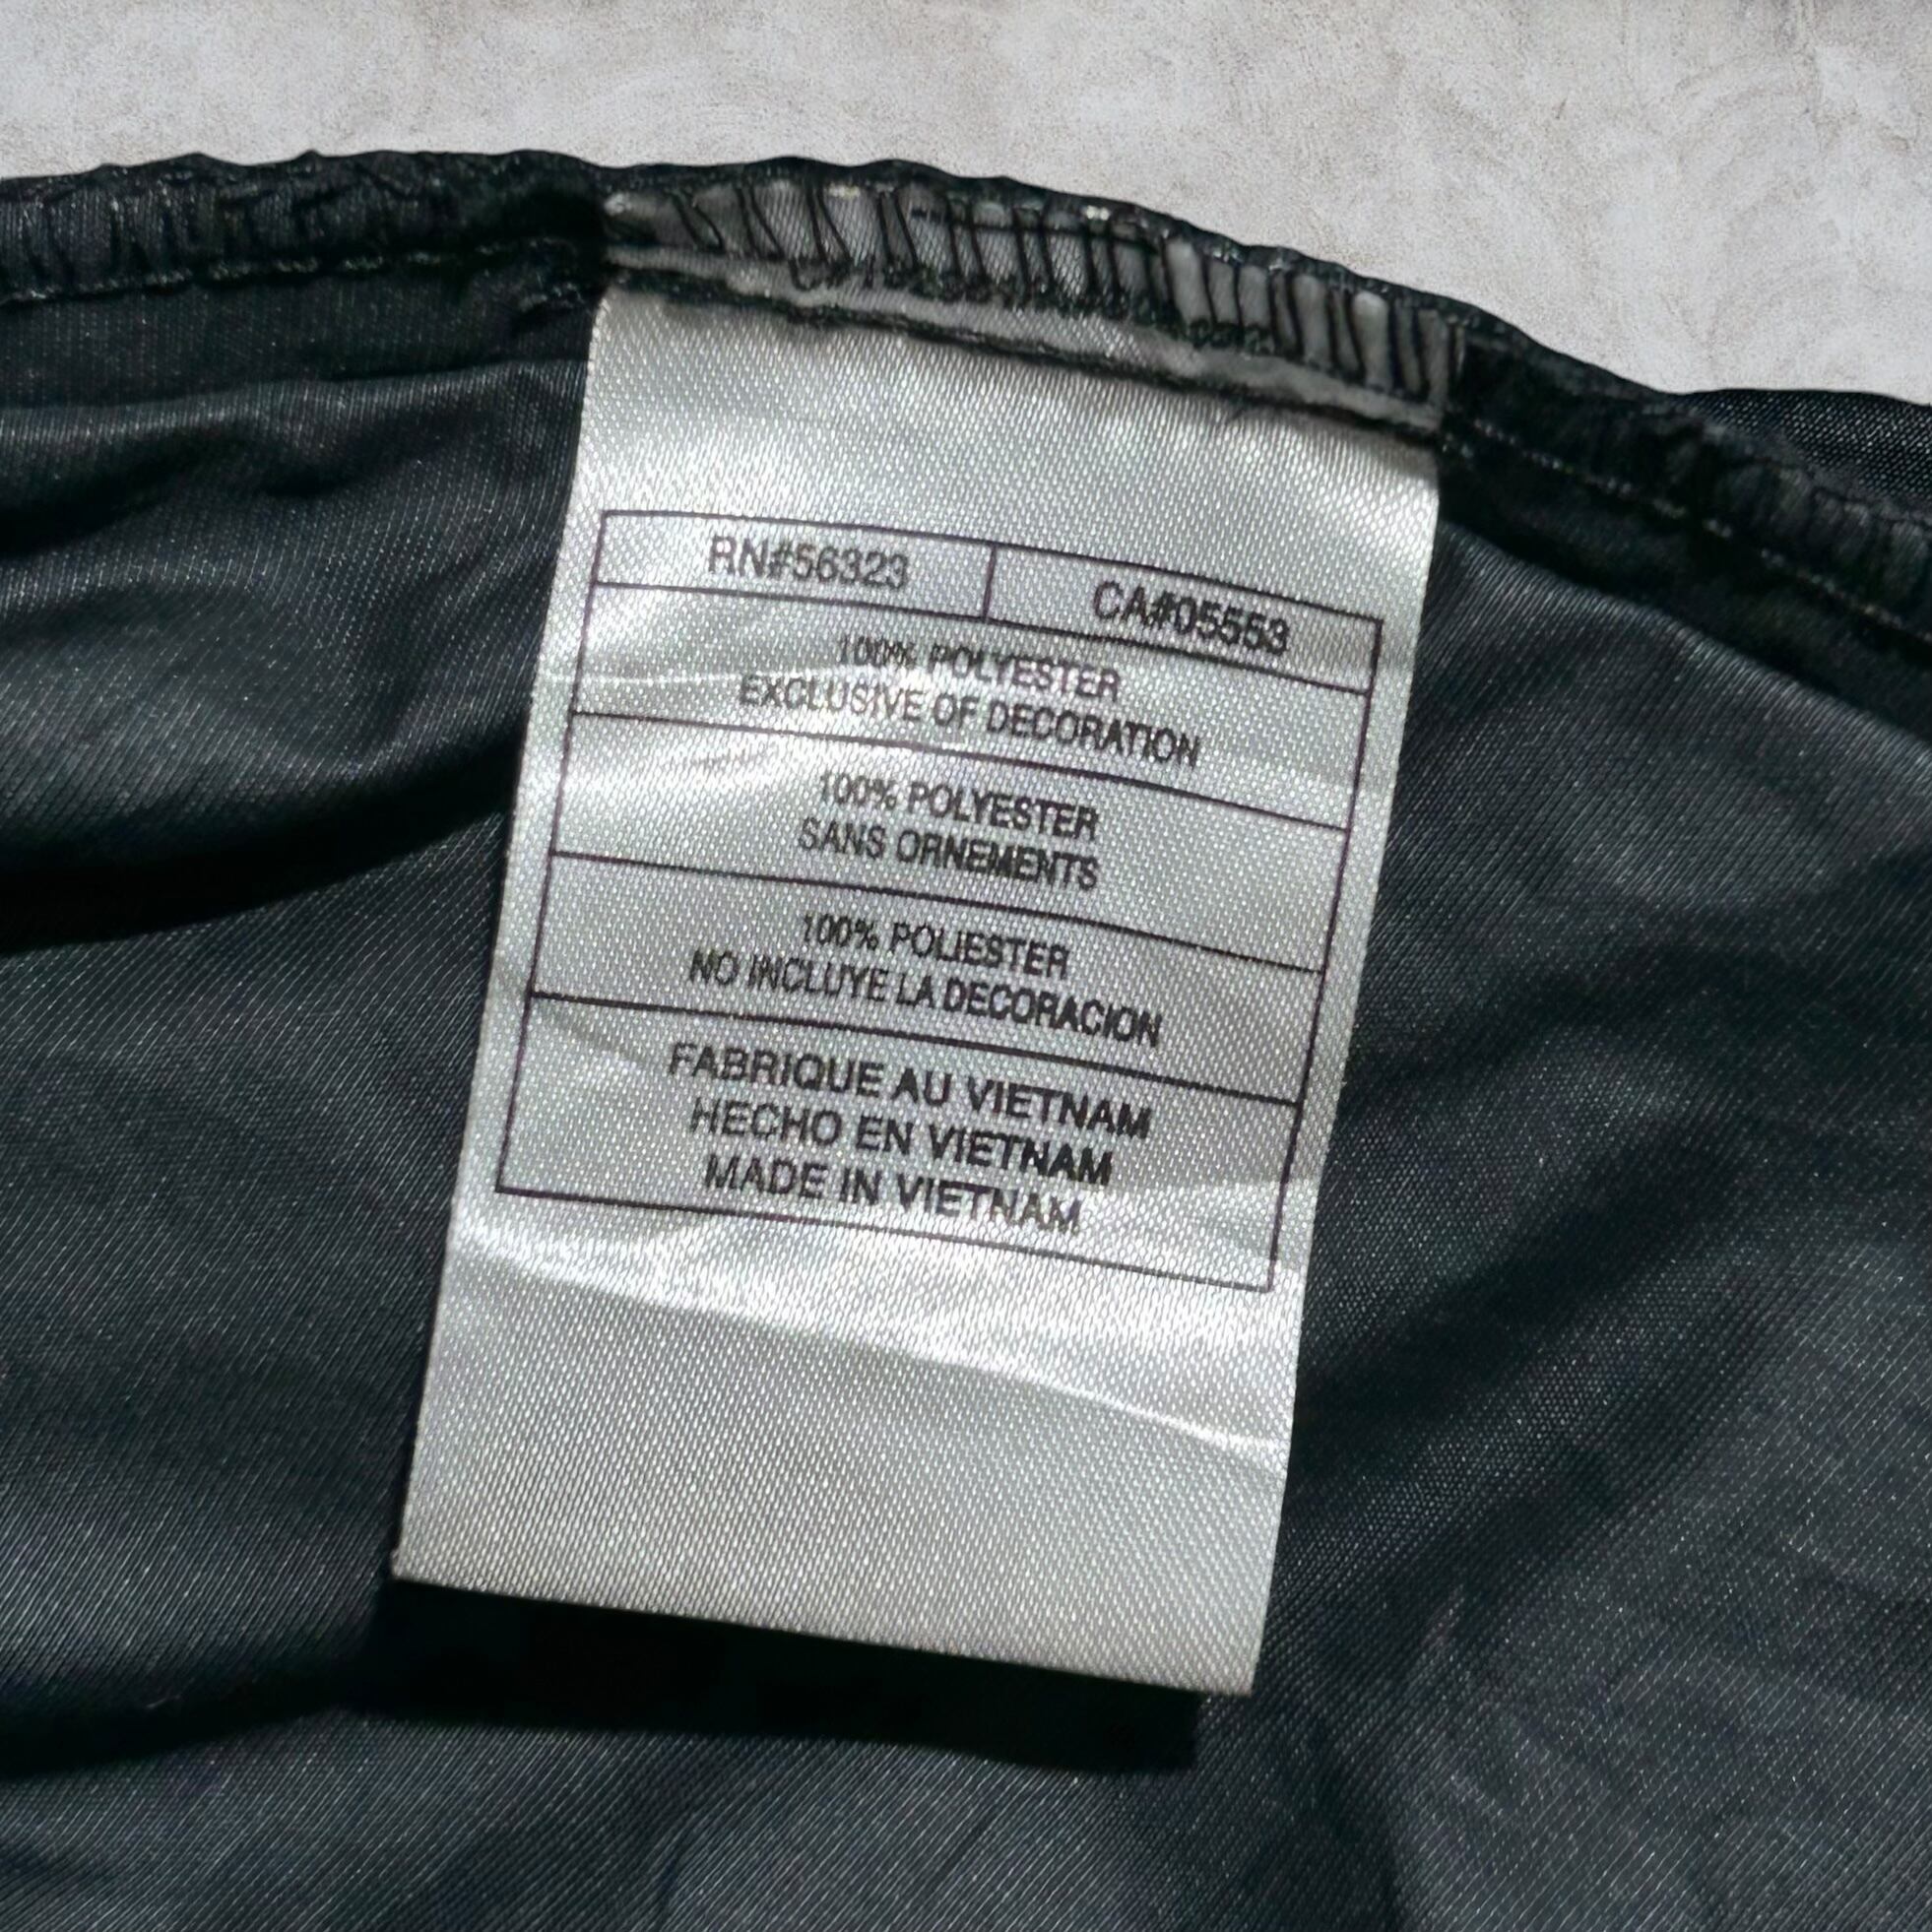 RN#56323 CA#05553
100% POLYESTER
EXCLUSIVE OF DECORATION
100% POLYESTER
SANS ORNEMENTS
100% POLIESTER
NO INCLUYE LA DECORACION
FABRIQUE AU VIETNAM
HECHO EN VIETNAM
MADE IN VIETNAM